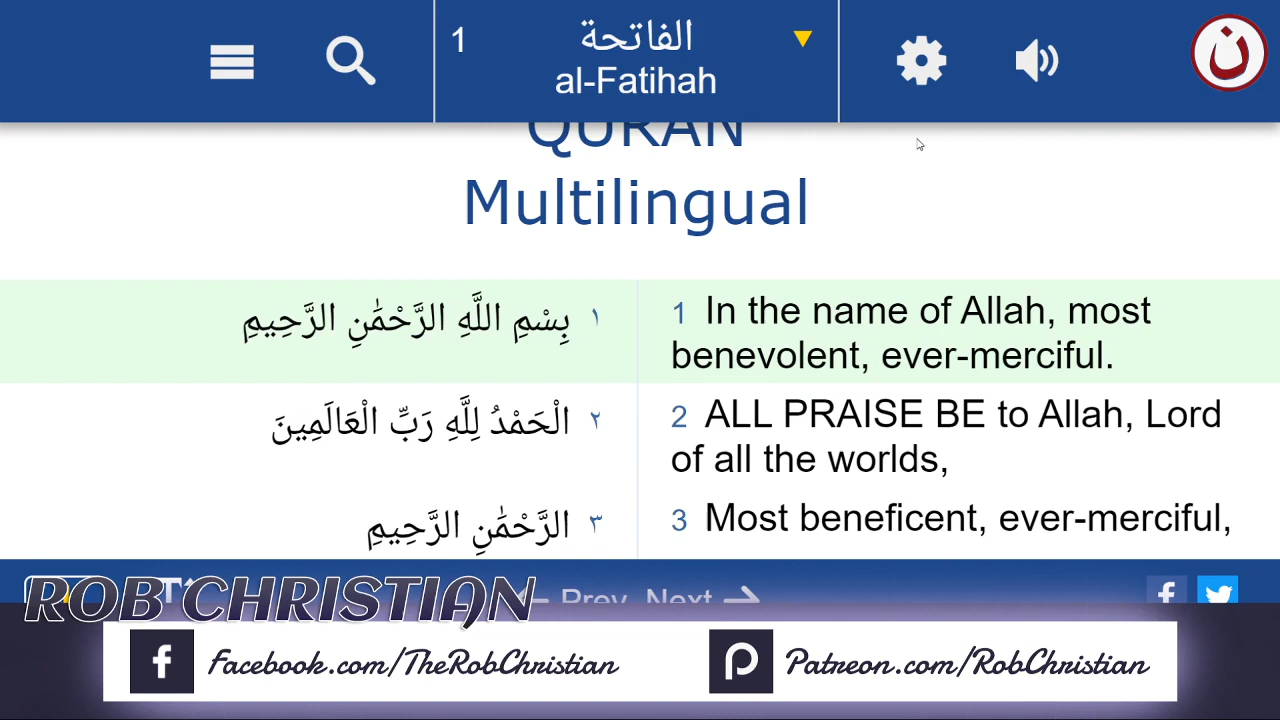 1
الفاتحة
al-Fatihah
ن
QURAN
Multilingual
١ بِسْمِ اللَّهِ الرَّحْمَٰنِ الرَّحِيمِ
1 In the name of Allah, most
benevolent, ever-merciful.
٢ الْحَمْدُ لِلَّهِ رَبِّ الْعَالَمِينَ
2 ALL PRAISE BE to Allah, Lord
of all the worlds,
٣ الرَّحْمَٰنِ الرَّحِيمِ
3 Most beneficent, ever-merciful,
Prev Next
ROB CHRISTIAN
Facebook.com/TheRobChristian
Patreon.com/RobChristian